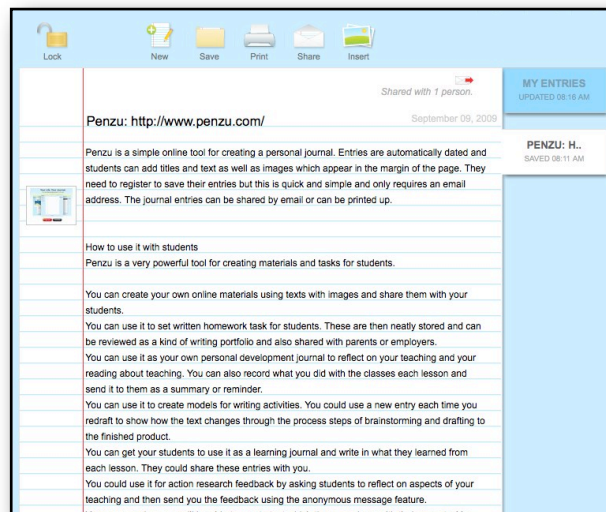 Lock
New
Save
Print
Share
Insert
Shared with 1 person.
MY ENTRIES
UPDATED 08:16 AM
Penzu: http://www.penzu.com/
September 09, 2009
PENZU: H..
SAVED 08:11 AM
Penzu is a simple online tool for creating a personal journal. Entries are automatically dated and
students can add titles and text as well as images which appear in the margin of the page. They
need to register to save their entries but this is quick and simple and only requires an email
address. The journal entries can be shared by email or can be printed up.
How to use it with students
Penzu is a very powerful tool for creating materials and tasks for students.
You can create your own online materials using texts with images and share them with your
students.
You can use it to set written homework task for students. These are then neatly stored and can
be reviewed as a kind of writing portfolio and also shared with parents or employers.
You can use it as your own personal development journal to reflect on your teaching and your
reading about teaching. You can also record what you did with the classes each lesson and
send it to them as a summary or reminder.
You can use it to create models for writing activities. You could use a new entry each time you
redraft to show how the text changes through the process steps of brainstorming and drafting to
the finished product.
You can get your students to use it as a learning journal and write in what they learned from
each lesson. They could share these entries with you.
You could use it for action research feedback by asking students to reflect on aspects of your
teaching and then send you the feedback using the anonymous message feature.